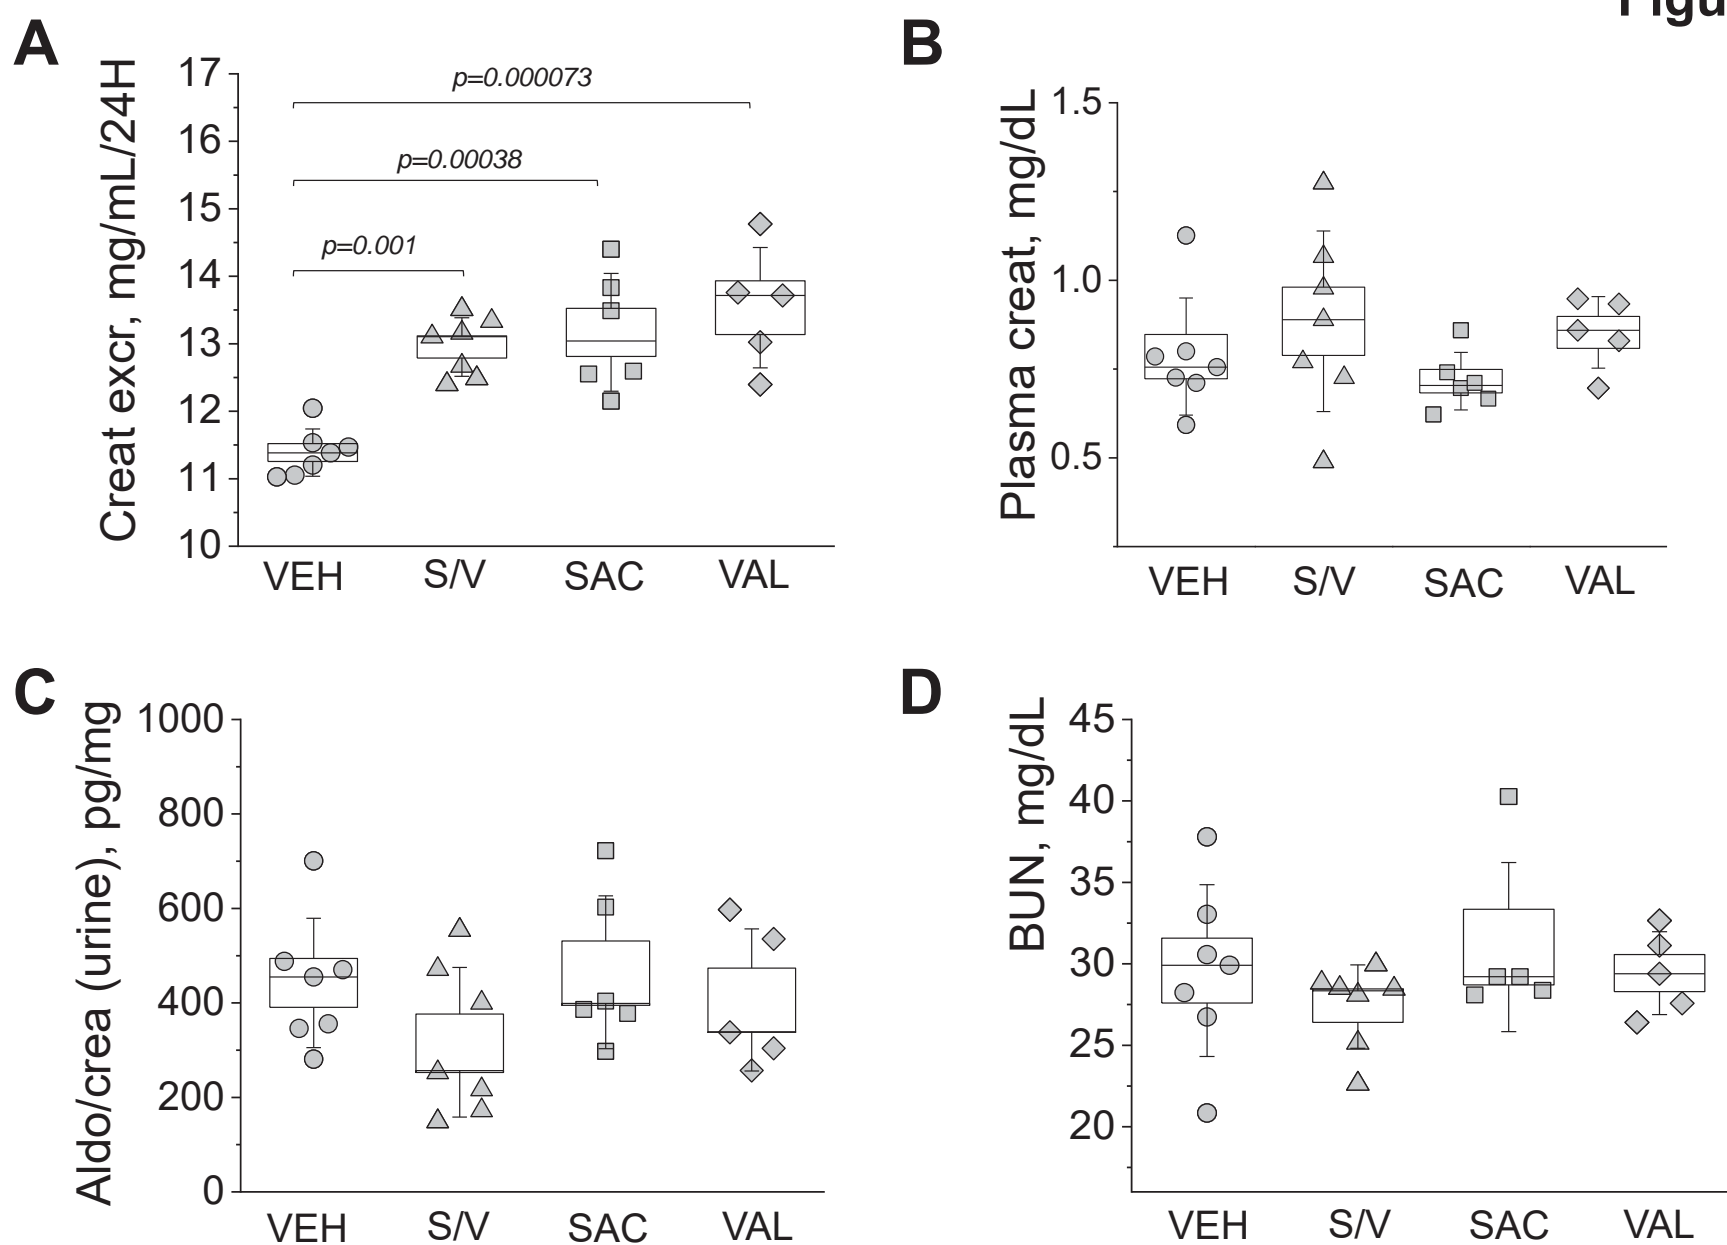 Figu
A
Creat excr, mg/mL/24H
17
16
15
14
13
12
11
10
p=0.000073
p=0.00038
p=0.001
VEH S/V SAC VAL
B
Plasma creat, mg/dL
1.5
1.0
0.5
VEH S/V SAC VAL
C
Aldo/crea (urine), pg/mg
1000
800
600
400
200
0
VEH S/V SAC VAL
D
BUN, mg/dL
45
40
35
30
25
20
VEH S/V SAC VAL